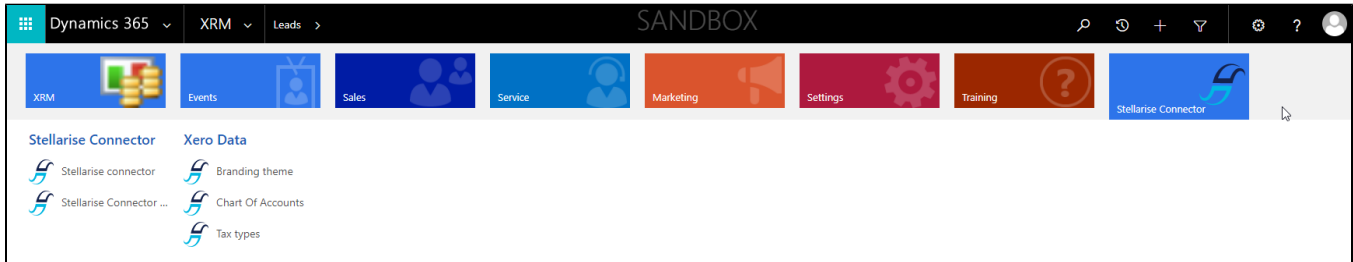 Dynamics 365 XRM Leads > SANDBOX + ?
XRM Events Sales Service Marketing Settings Training Stellarise Connector
Stellarise Connector Xero Data
Stellarise connector Branding theme
Stellarise Connector ... Chart Of Accounts
Tax types